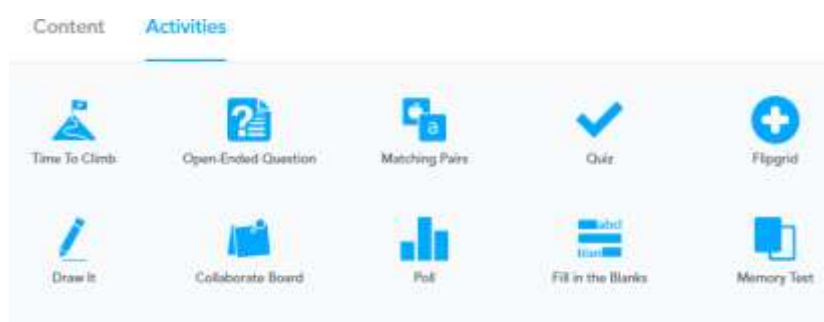 Content Activities
Time To Climb Open-Ended Question Matching Pairs Quiz Flipgrid
Draw It Collaborate Board Poll Fill in the Blanks Memory Test